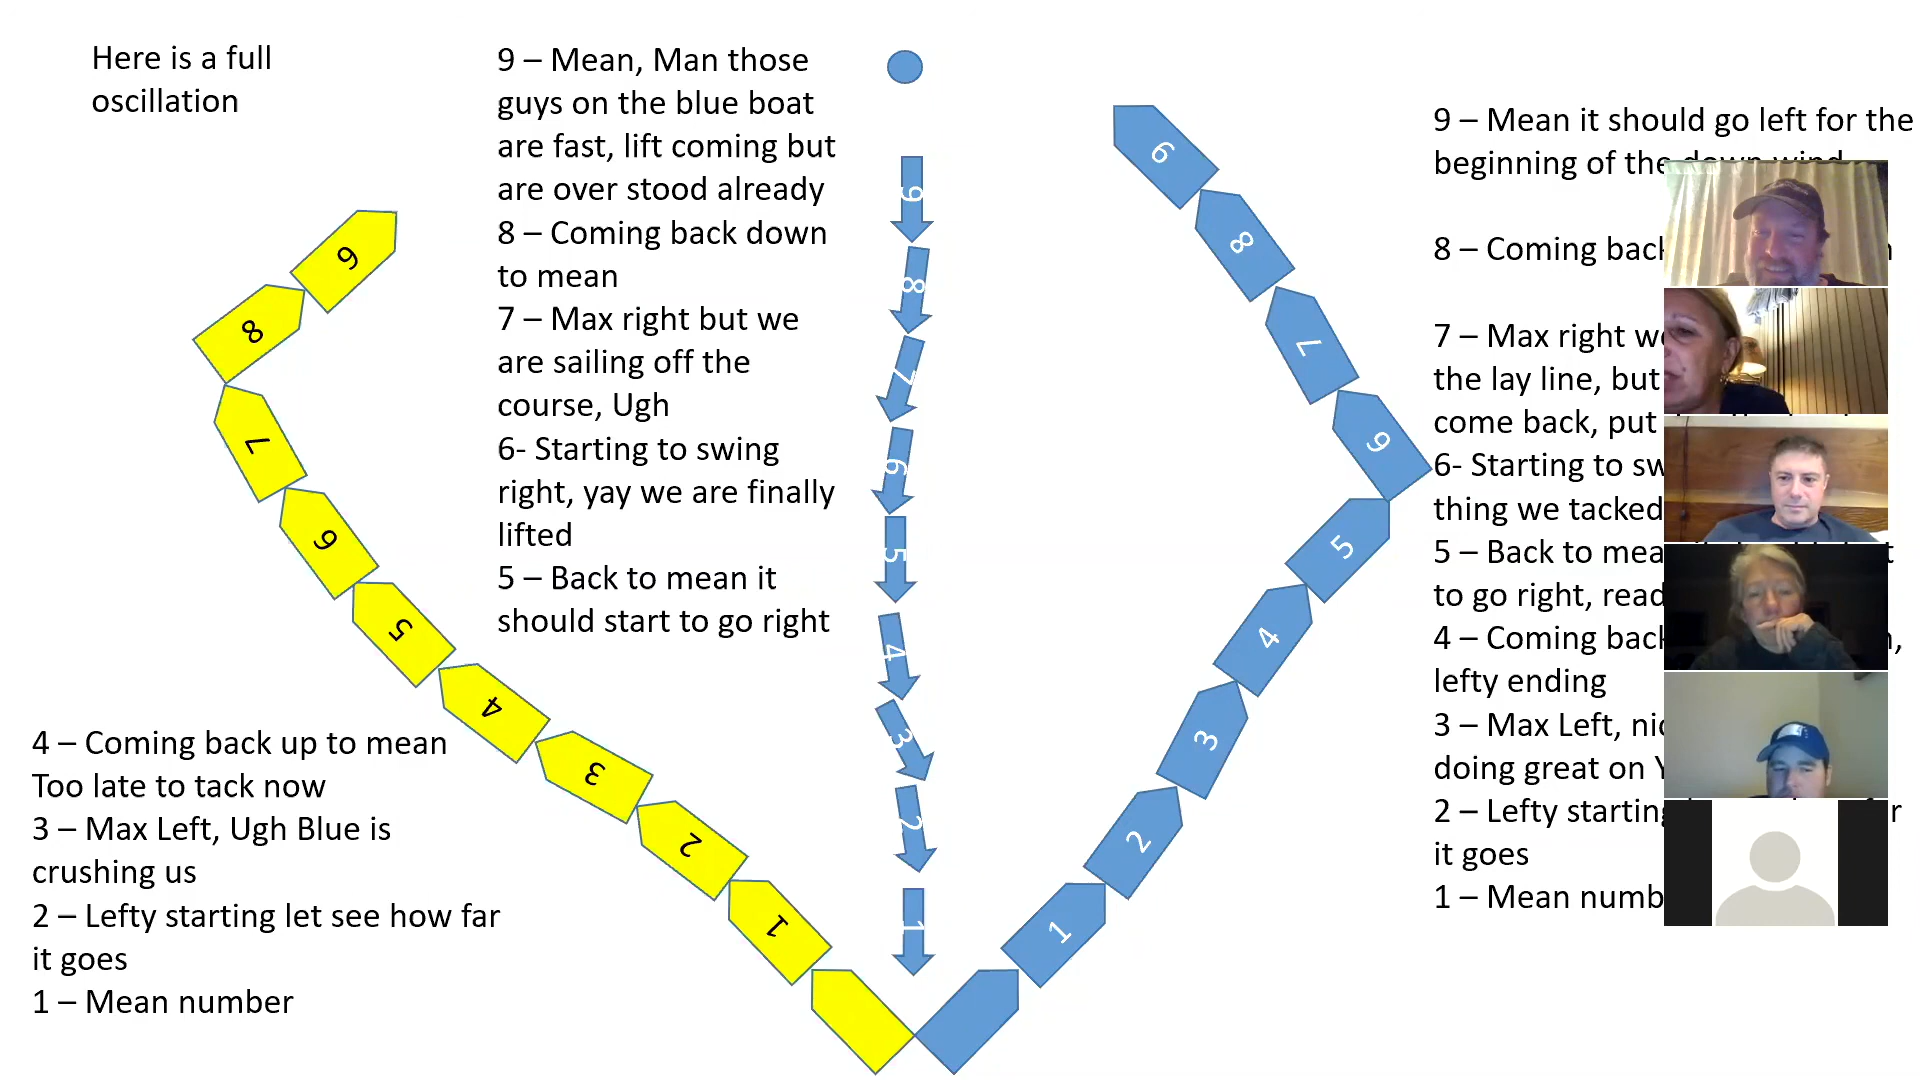 Here is a full
oscillation
9 – Mean, Man those
guys on the blue boat
are fast, lift coming but
are over stood already
8 – Coming back down
to mean
7 – Max right but we
are sailing off the
course, Ugh
6- Starting to swing
right, yay we are finally
lifted
5 – Back to mean it
should start to go right
4 – Coming back up to mean
Too late to tack now
3 – Max Left, Ugh Blue is
crushing us
2 – Lefty starting let see how far
it goes
1 – Mean number
9
8
7
6
5
4
3
2
1
9
8
7
6
5
4
3
2
1
9
8
7
6
5
4
3
2
1
9 – Mean it should go left for the
beginning of the down wind
8 – Coming back
7 – Max right
the lay line, but
come back, put
6- Starting to
thing we tacked
5 – Back to
to go right,
4 – Coming back
lefty ending
3 – Max Left,
doing great on
2 – Lefty starting
it goes
1 – Mean